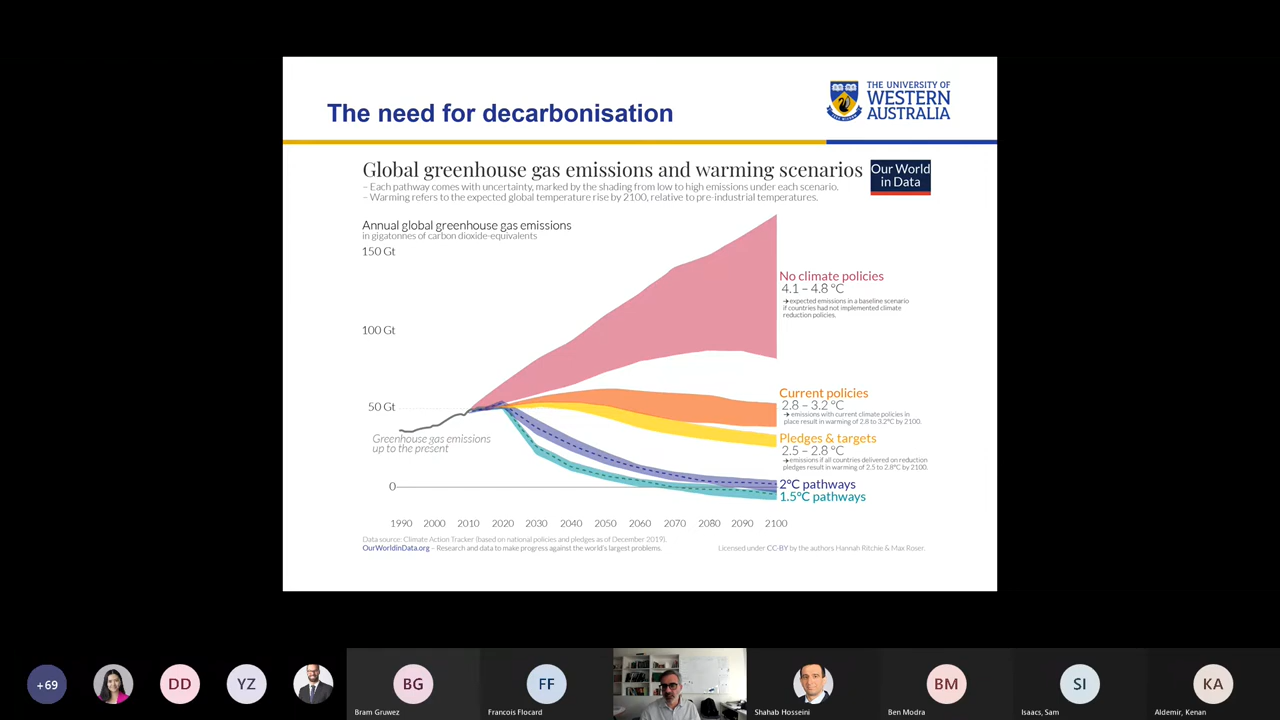 The need for decarbonisation
THE UNIVERSITY OF
WESTERN
AUSTRALIA
Global greenhouse gas emissions and warming scenarios
– Each pathway comes with uncertainty, marked by the shading from low to high emissions under each scenario.
– Warming refers to the expected global temperature rise by 2100, relative to pre-industrial temperatures.
Our World
in Data
Annual global greenhouse gas emissions
in gigatonnes of carbon dioxide-equivalents
150 Gt
100 Gt
50 Gt
0
Greenhouse gas emissions
up to the present
No climate policies
4.1 – 4.8 °C
→ expected emissions in a baseline scenario
if countries had not implemented climate
reduction policies.
Current policies
2.8 – 3.2 °C
→ emissions with current climate policies in
place result in warming of 2.8 to 3.2°C by 2100.
Pledges & targets
2.5 – 2.8 °C
→ emissions if all countries delivered on reduction
pledges result in warming of 2.5 to 2.8°C by 2100.
2°C pathways
1.5°C pathways
1990 2000 2010 2020 2030 2040 2050 2060 2070 2080 2090 2100
Data source: Climate Action Tracker (based on national policies and pledges as of December 2019).
OurWorldinData.org – Research and data to make progress against the world's largest problems.
Licensed under CC-BY by the authors Hannah Ritchie & Max Roser.
+69
DD
YZ
BG
FF
BM
SI
KA
Bram Gruwez
Francois Flocard
Shahab Hosseini
Ben Modra
Isaacs, Sam
Aldemir, Kenan